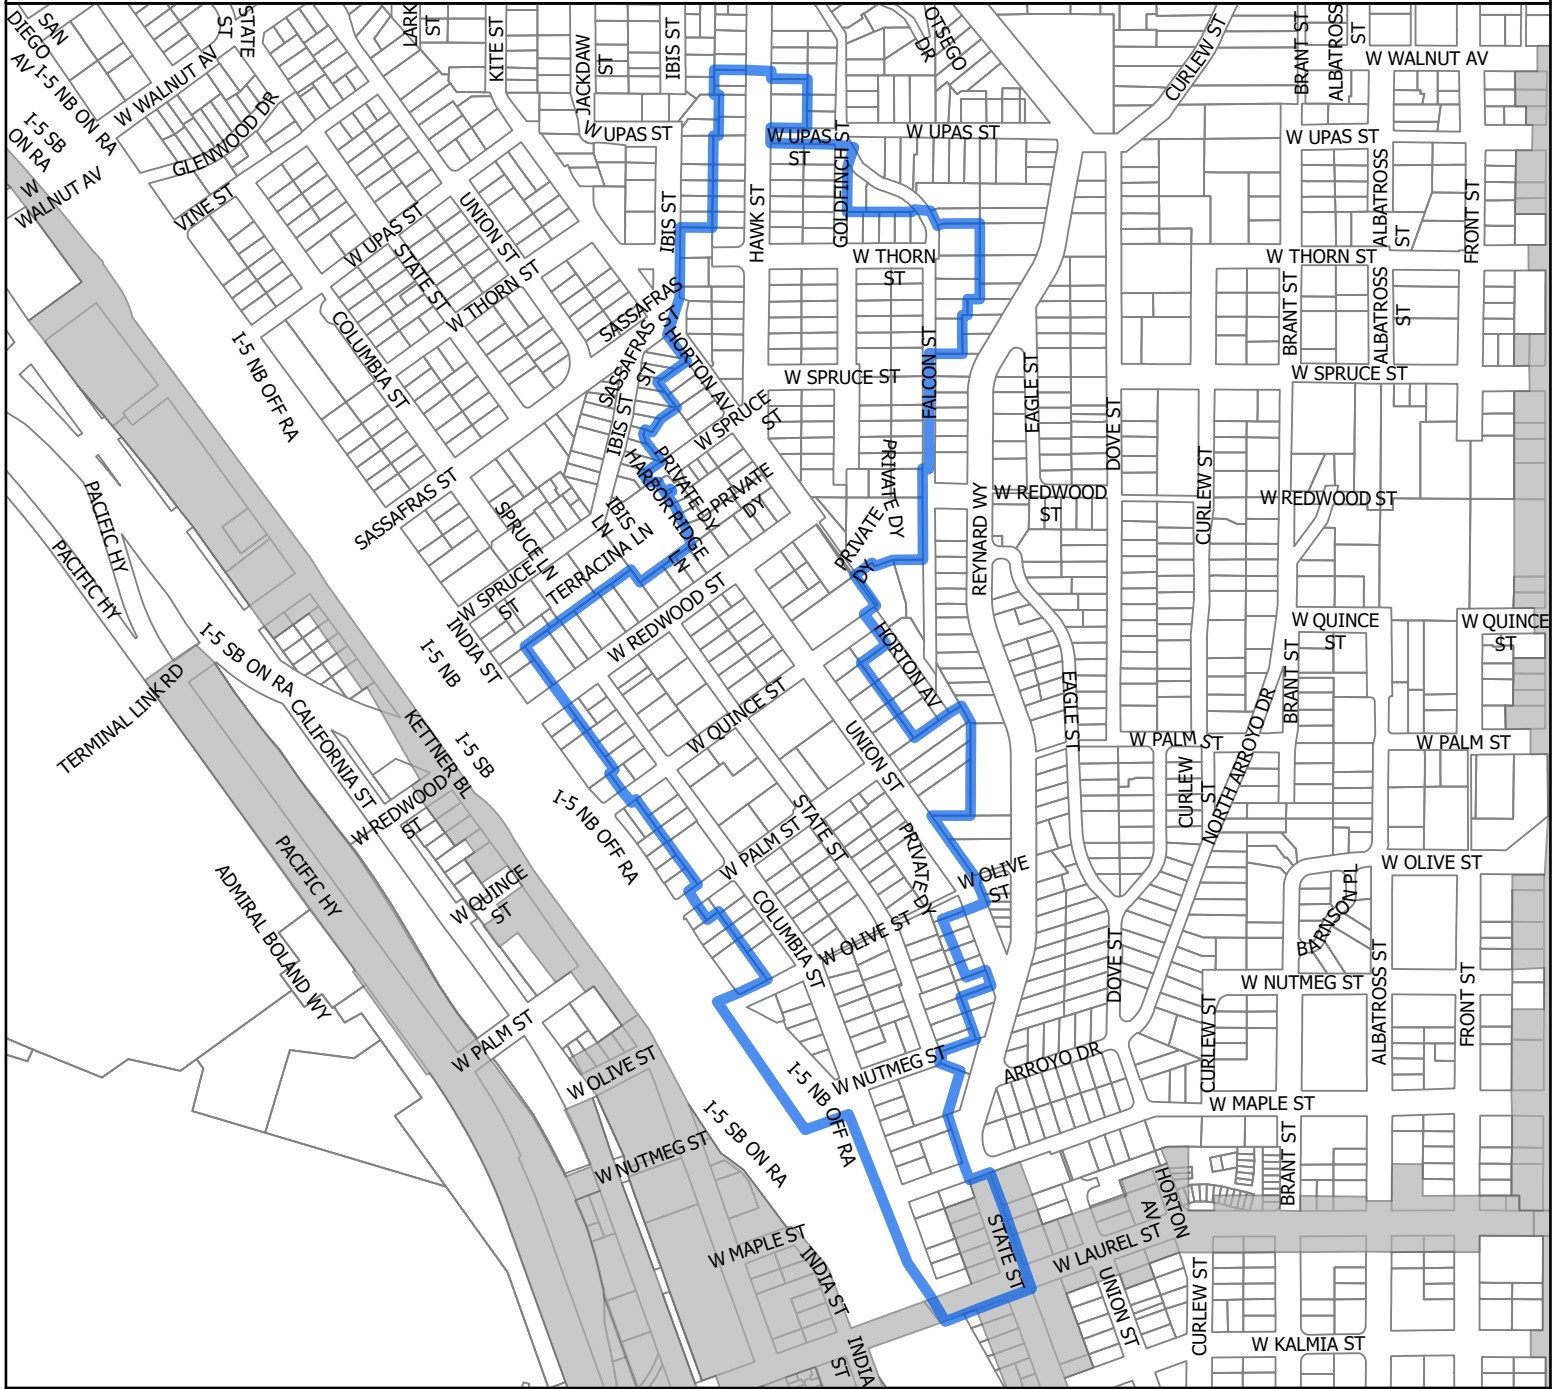 SAN
DIEGO
AV
I-5 NB ON RA
I-5 SB
ON RA
W
WALNUT AV
STATE
ST
W WALNUT AV
GLENWOOD DR
VINE ST
LARK
ST
KITE ST
JACKDAW
ST
IBIS ST
W UPAS ST
OTSEGO
DR
CURLEW ST
BRANT ST
ALBATROSS
ST
W WALNUT AV
W UPAS
ST
W UPAS ST
W UPAS ST
GOLDFINCH ST
HAWK ST
IBIS ST
UNION ST
W UPAS ST
STATE ST
W THORN ST
W THORN
ST
W THORN ST
ALBATROSS
ST
FRONT ST
BRANT ST
ALBATROSS
ST
SASSAFRAS
ST
SASSAFRAS
ST
HORTON AV
IBIS ST
COLUMBIA ST
I-5 NB OFF RA
W SPRUCE ST
FALCON ST
EAGLE ST
DOVE ST
W SPRUCE ST
W SPRUCE
ST
PRIVATE DY
PRIVATE
DY
HARBOR RIDGE
LN
IBIS
LN
SPRUCE LN
TERRACINA LN
SASSAFRAS ST
W SPRUCE
ST
PRIVATE DY
PRIVATE
DY
REYNARD WY
W REDWOOD
ST
CURLEW ST
W REDWOOD ST
PACIFIC HY
PACIFIC HY
INDIA ST
I-5 NB
W REDWOOD ST
HORTON AV
EAGLE ST
W QUINCE
ST
W QUINCE
ST
BRANT ST
I-5 SB ON RA
TERMINAL LINK RD
CALIFORNIA ST
KETTNER BL
I-5 SB
W QUINCE ST
UNION ST
W PALM ST
W PALM ST
CURLEW
ST
NORTH ARROYO DR
W REDWOOD
ST
I-5 NB OFF RA
STATE ST
W PALM ST
PRIVATE DY
W OLIVE
ST
W OLIVE ST
BARNSON PL
PACIFIC HY
ADMIRAL BOLAND WY
W QUINCE
ST
COLUMBIA ST
W OLIVE ST
DOVE ST
W NUTMEG ST
ALBATROSS ST
FRONT ST
CURLEW ST
W PALM ST
W OLIVE ST
I-5 NB OFF RA
W NUTMEG ST
ARROYO DR
W MAPLE ST
I-5 SB ON RA
W NUTMEG ST
BRANT ST
HORTON
AV
STATE ST
W LAUREL ST
W MAPLE ST
INDIA ST
UNION ST
CURLEW ST
W KALMIA ST
INDIA
ST